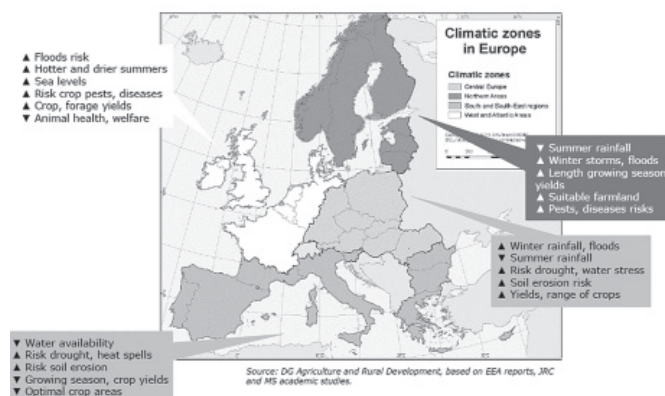 Climatic zones
in Europe
Climatic zones
Central Europe
Northern Areas
South and South-East regions
West and Atlantic Areas
▲ Floods risk
▲ Hotter and drier summers
▲ Sea levels
▲ Risk crop pests, diseases
▲ Crop, forage yields
▼ Animal health, welfare
▼ Summer rainfall
▲ Winter storms, floods
▲ Length growing season,
yields
▲ Suitable farmland
▲ Pests, diseases risks
▲ Winter rainfall, floods
▼ Summer rainfall
▲ Risk drought, water stress
▲ Soil erosion risk
▲ Yields, range of crops
▼ Water availability
▲ Risk drought, heat spells
▲ Risk soil erosion
▼ Growing season, crop yields
▼ Optimal crop areas
Source: DG Agriculture and Rural Development, based on EEA reports, JRC
and MS academic studies.